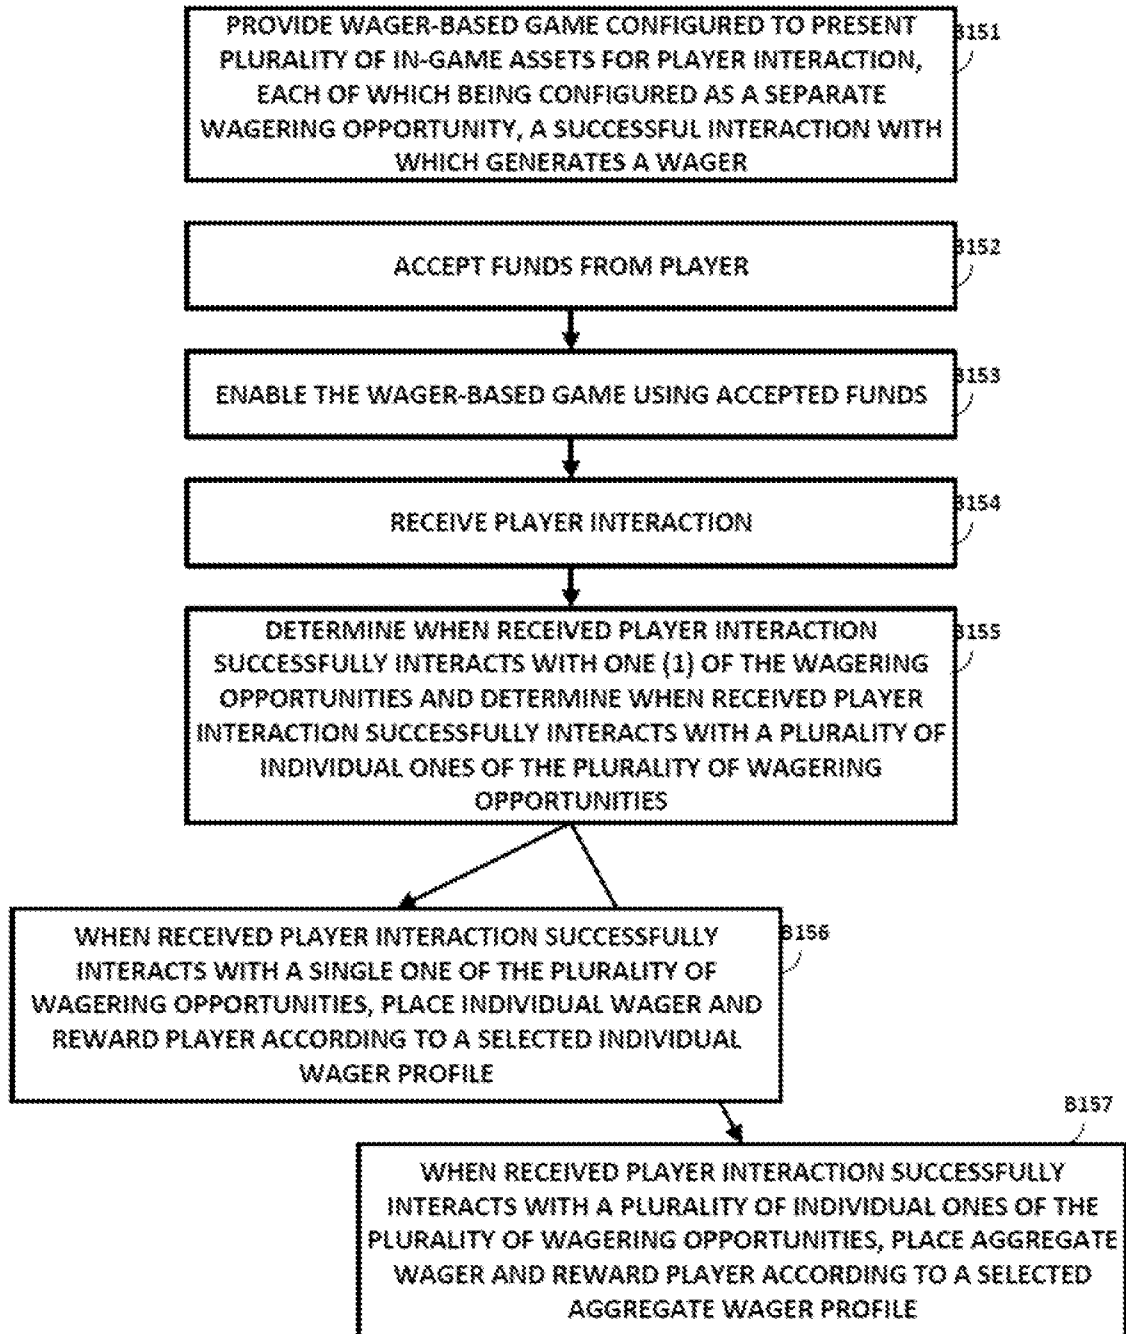 PROVIDE WAGER-BASED GAME CONFIGURED TO PRESENT
PLURALITY OF IN-GAME ASSETS FOR PLAYER INTERACTION,
EACH OF WHICH BEING CONFIGURED AS A SEPARATE
WAGERING OPPORTUNITY, A SUCCESSFUL INTERACTION WITH
WHICH GENERATES A WAGER
B151
ACCEPT FUNDS FROM PLAYER
B152
ENABLE THE WAGER-BASED GAME USING ACCEPTED FUNDS
B153
RECEIVE PLAYER INTERACTION
B154
DETERMINE WHEN RECEIVED PLAYER INTERACTION
SUCCESSFULLY INTERACTS WITH ONE (1) OF THE WAGERING
OPPORTUNITIES AND DETERMINE WHEN RECEIVED PLAYER
INTERACTION SUCCESSFULLY INTERACTS WITH A PLURALITY OF
INDIVIDUAL ONES OF THE PLURALITY OF WAGERING
OPPORTUNITIES
B155
WHEN RECEIVED PLAYER INTERACTION SUCCESSFULLY
INTERACTS WITH A SINGLE ONE OF THE PLURALITY OF
WAGERING OPPORTUNITIES, PLACE INDIVIDUAL WAGER AND
REWARD PLAYER ACCORDING TO A SELECTED INDIVIDUAL
WAGER PROFILE
B156
B157
WHEN RECEIVED PLAYER INTERACTION SUCCESSFULLY
INTERACTS WITH A PLURALITY OF INDIVIDUAL ONES OF THE
PLURALITY OF WAGERING OPPORTUNITIES, PLACE AGGREGATE
WAGER AND REWARD PLAYER ACCORDING TO A SELECTED
AGGREGATE WAGER PROFILE